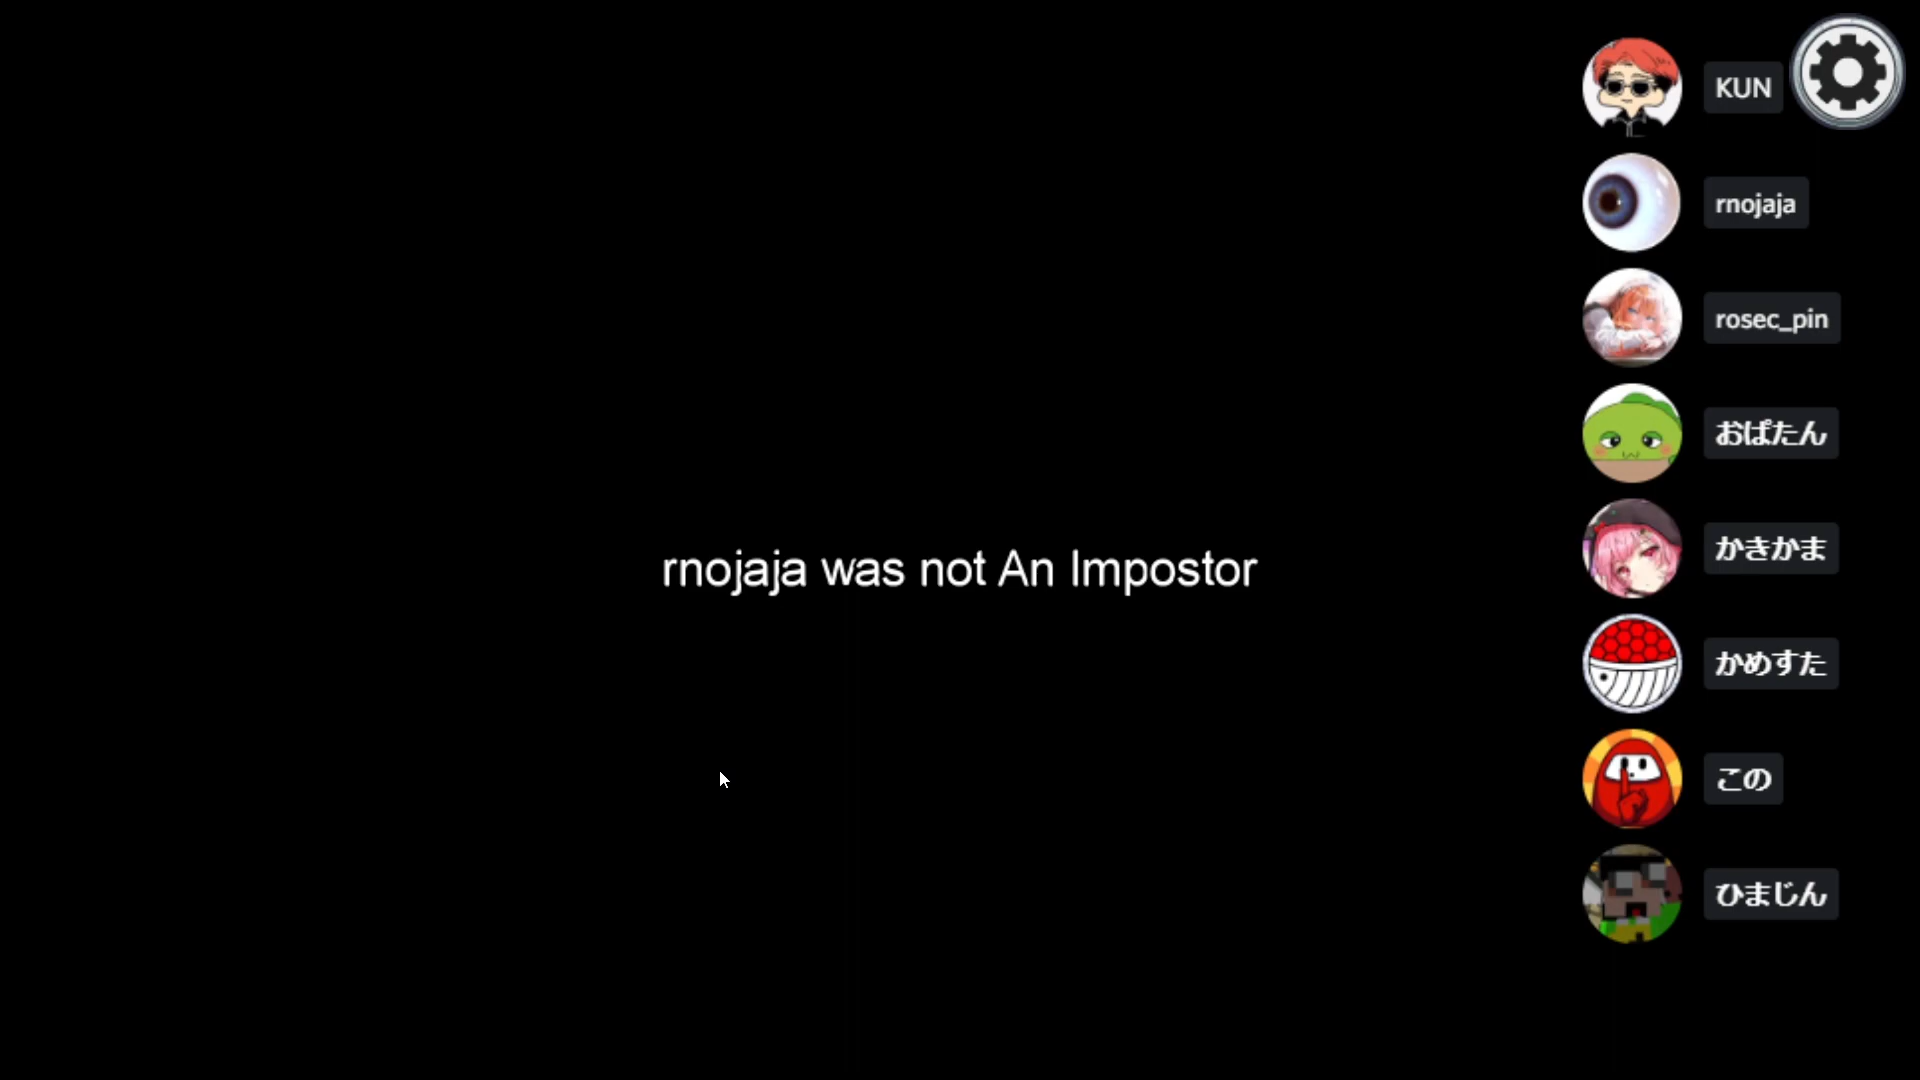 KUN
rnojaja
rosec_pin
おぱたん
かきかま
rnojaja was not An Impostor
かめすた
この
ひまじん